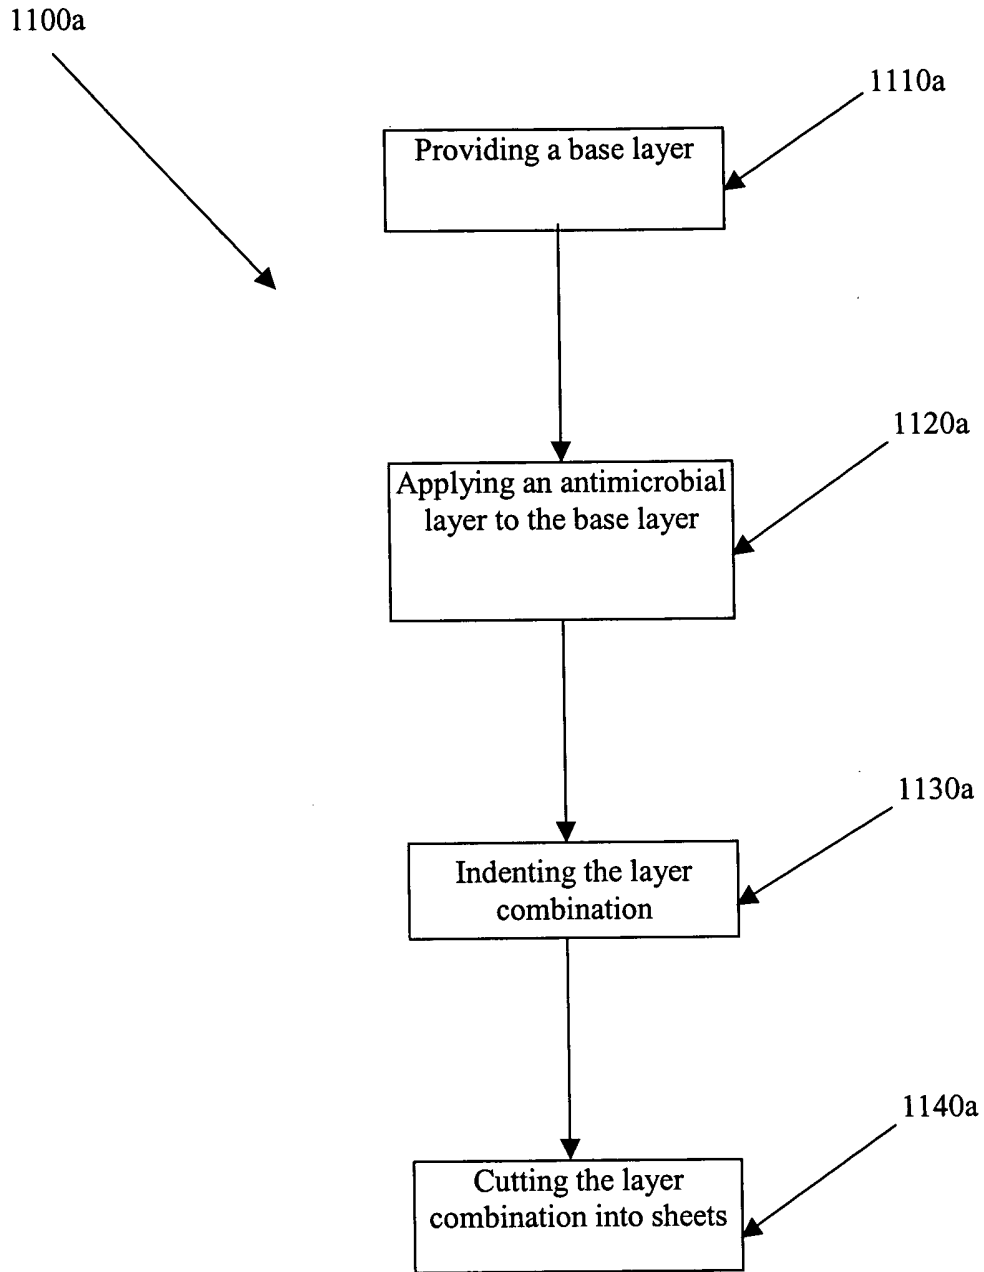 1100a
1110a
Providing a base layer
1120a
Applying an antimicrobial
layer to the base layer
1130a
Indenting the layer
combination
1140a
Cutting the layer
combination into sheets